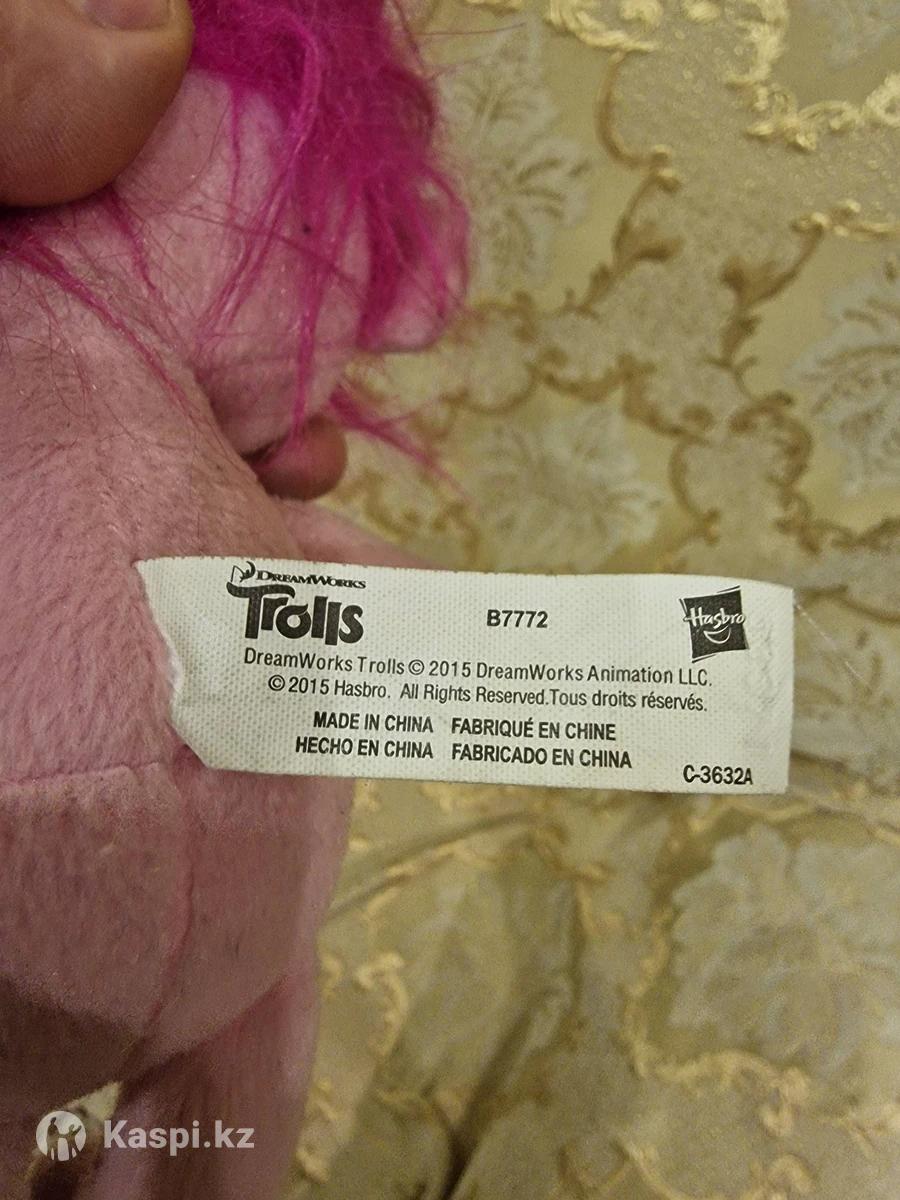 DREAMWORKS
Trolls
B7772
Hasbro
DreamWorks Trolls © 2015 DreamWorks Animation LLC.
© 2015 Hasbro. All Rights Reserved.Tous droits réservés.
MADE IN CHINA FABRIQUÉ EN CHINE
HECHO EN CHINA FABRICADO EN CHINA
C-3632A
Kaspi.kz